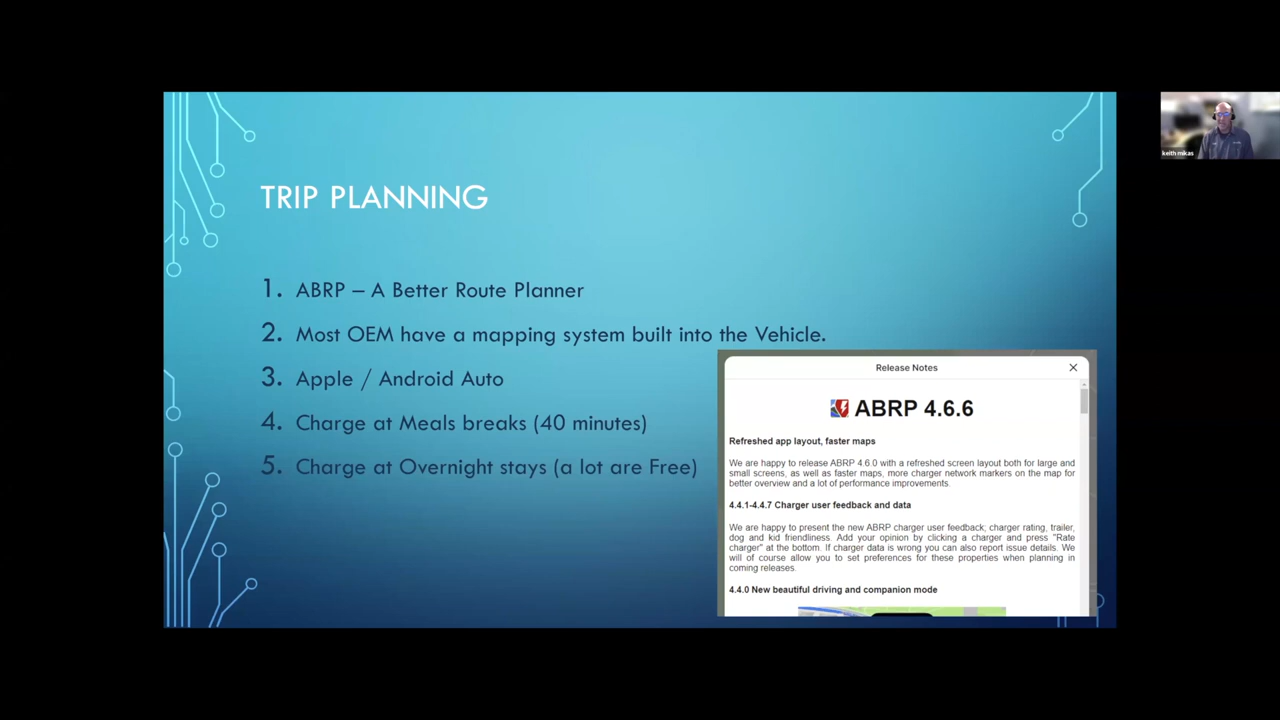 TRIP PLANNING
1. ABRP – A Better Route Planner
2. Most OEM have a mapping system built into the Vehicle.
3. Apple / Android Auto
4. Charge at Meals breaks (40 minutes)
5. Charge at Overnight stays (a lot are Free)
Release Notes
ABRP 4.6.6
Refreshed app layout, faster maps
We are happy to release ABRP 4.6.0 with a refreshed screen layout both for large and
small screens, as well as faster maps, more charger network markers on the map for
better overview and a lot of performance improvements.
4.4.1-4.4.7 Charger user feedback and data
We are happy to present the new ABRP charger user feedback; charger rating, trailer,
dog and kid friendliness. Add your opinion by clicking a charger and press "Rate
charger" at the bottom. If charger data is wrong you can also report issue details. We
will of course allow you to set preferences for these properties when planning in
coming releases.
4.4.0 New beautiful driving and companion mode
keith mikas